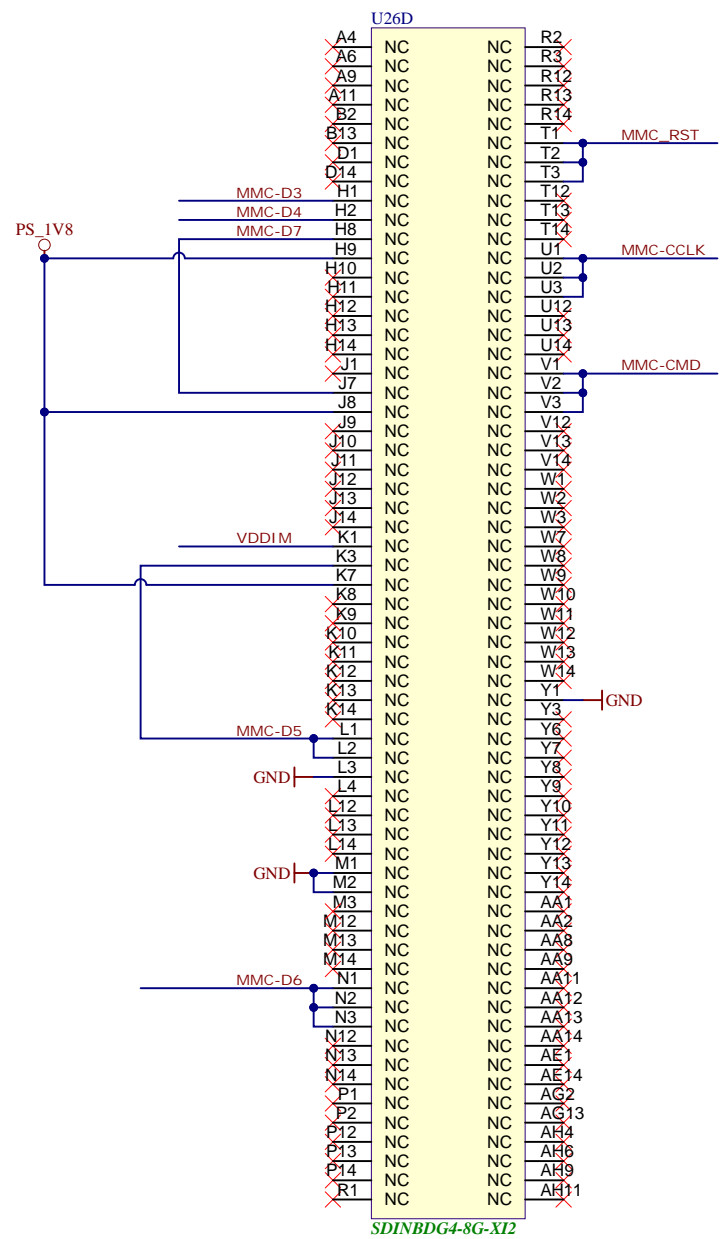 U26D
A4 NC NC R2
A6 NC NC R3
A9 NC NC R12
A11 NC NC R13
B2 NC NC R14
B13 NC NC T1 MMC_RST
D1 NC NC T2
D14 NC NC T3
MMC-D3 H1 NC NC T12
MMC-D4 H2 NC NC T13
MMC-D7 H8 NC NC T14
PS_1V8
H9 NC NC U1 MMC-CCLK
H10 NC NC U2
H11 NC NC U3
H12 NC NC U12
H13 NC NC U13
H14 NC NC U14
J1 NC NC V1 MMC-CMD
J7 NC NC V2
J8 NC NC V3
J9 NC NC V12
J10 NC NC V13
J11 NC NC V14
J12 NC NC W1
J13 NC NC W2
J14 NC NC W3
VDDIM K1 NC NC W7
K3 NC NC W8
K7 NC NC W9
K8 NC NC W10
K9 NC NC W11
K10 NC NC W12
K11 NC NC W13
K12 NC NC W14
K13 NC NC Y1 GND
K14 NC NC Y3
MMC-D5 L1 NC NC Y6
L2 NC NC Y7
GND L3 NC NC Y8
L4 NC NC Y9
L12 NC NC Y10
L13 NC NC Y11
L14 NC NC Y12
GND M1 NC NC Y13
M2 NC NC Y14
M3 NC NC AA1
M12 NC NC AA2
M13 NC NC AA8
M14 NC NC AA9
MMC-D6 N1 NC NC AA11
N2 NC NC AA12
N3 NC NC AA13
N12 NC NC AA14
N13 NC NC AE1
N14 NC NC AE14
P1 NC NC AG2
P2 NC NC AG13
P12 NC NC AH4
P13 NC NC AH6
P14 NC NC AH9
R1 NC NC AH11
SDINBDG4-8G-XI2